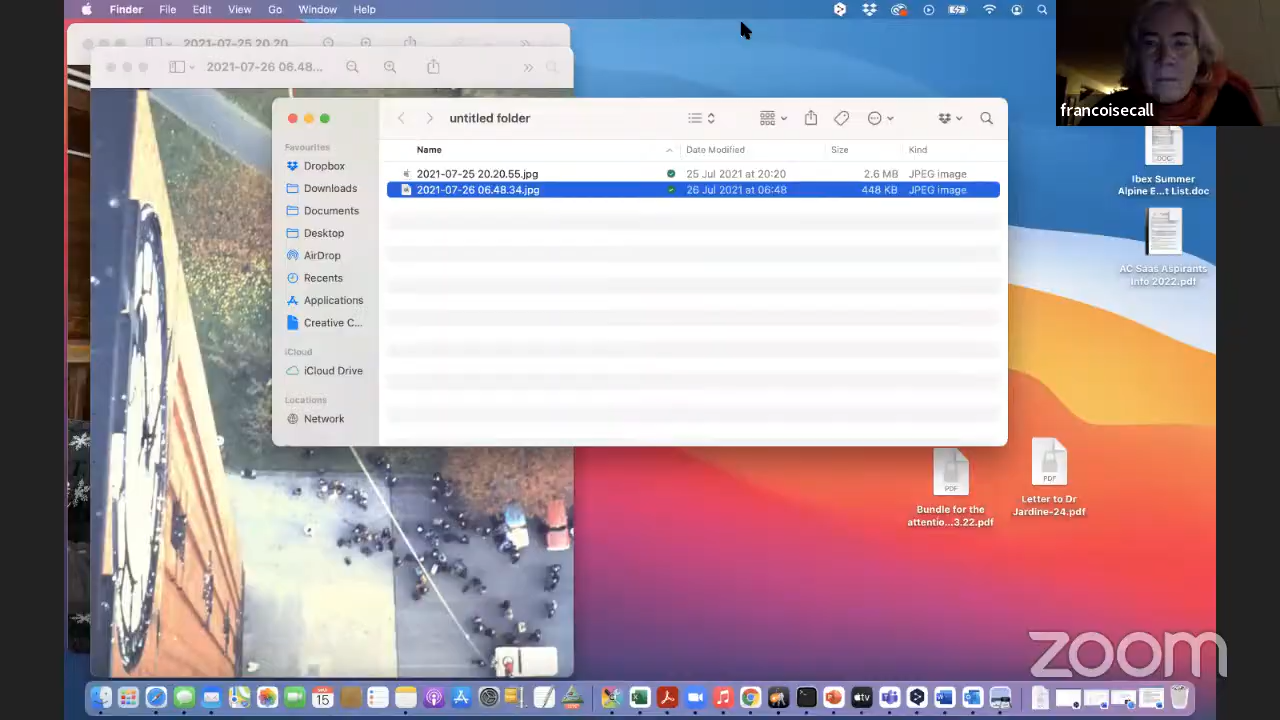 Finder File Edit View Go Window Help
2021-07-25 20.20
2021-07-26 06.48...
francoisecall
untitled folder
Favourites
Dropbox
Downloads
Documents
Desktop
AirDrop
Recents
Applications
Creative C...
iCloud
iCloud Drive
Locations
Network
Name Date Modified Size Kind
2021-07-25 20.20.55.jpg 25 Jul 2021 at 20:20 2.6 MB JPEG image
2021-07-26 06.48.34.jpg 26 Jul 2021 at 06:48 448 KB JPEG image
DOC
Ibex Summer
Alpine E...t List.doc
AC Saas Aspirants
Info 2022.pdf
PDF
Bundle for the
attentio...3.22.pdf
PDF
Letter to Dr
Jardine-24.pdf
zoom
15